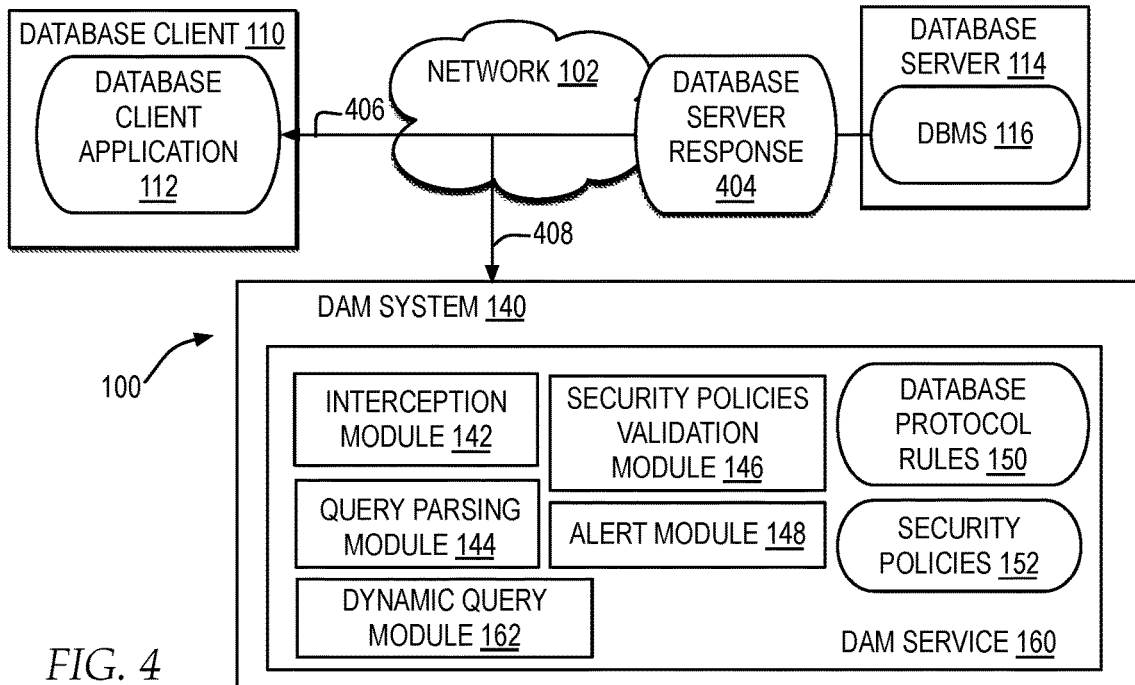 DATABASE CLIENT 110
DATABASE
CLIENT
APPLICATION
112
406
NETWORK 102
DATABASE
SERVER
RESPONSE
404
DATABASE
SERVER 114
DBMS 116
408
100
DAM SYSTEM 140
INTERCEPTION
MODULE 142
SECURITY POLICIES
VALIDATION
MODULE 146
DATABASE
PROTOCOL
RULES 150
QUERY PARSING
MODULE 144
ALERT MODULE 148
SECURITY
POLICIES 152
DYNAMIC QUERY
MODULE 162
DAM SERVICE 160
FIG. 4